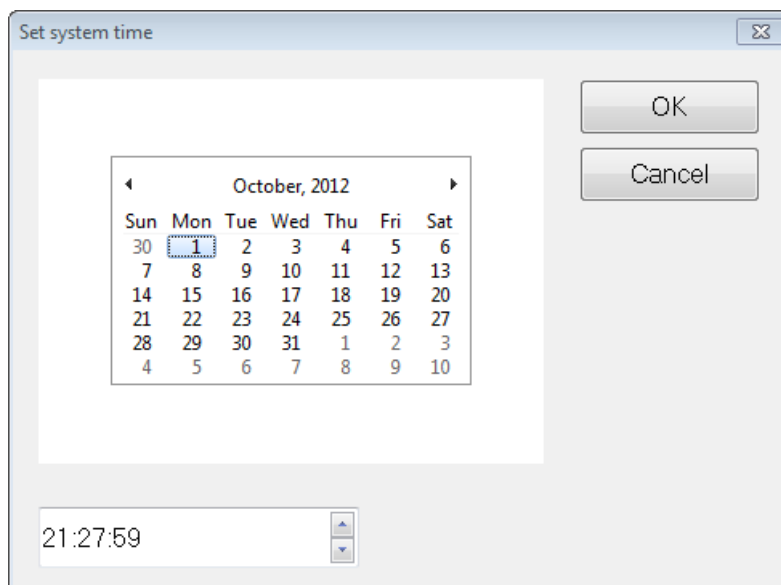 Set system time
OK
Cancel
October, 2012
Sun Mon Tue Wed Thu Fri Sat
30 1 2 3 4 5 6
7 8 9 10 11 12 13
14 15 16 17 18 19 20
21 22 23 24 25 26 27
28 29 30 31 1 2 3
4 5 6 7 8 9 10
21:27:59